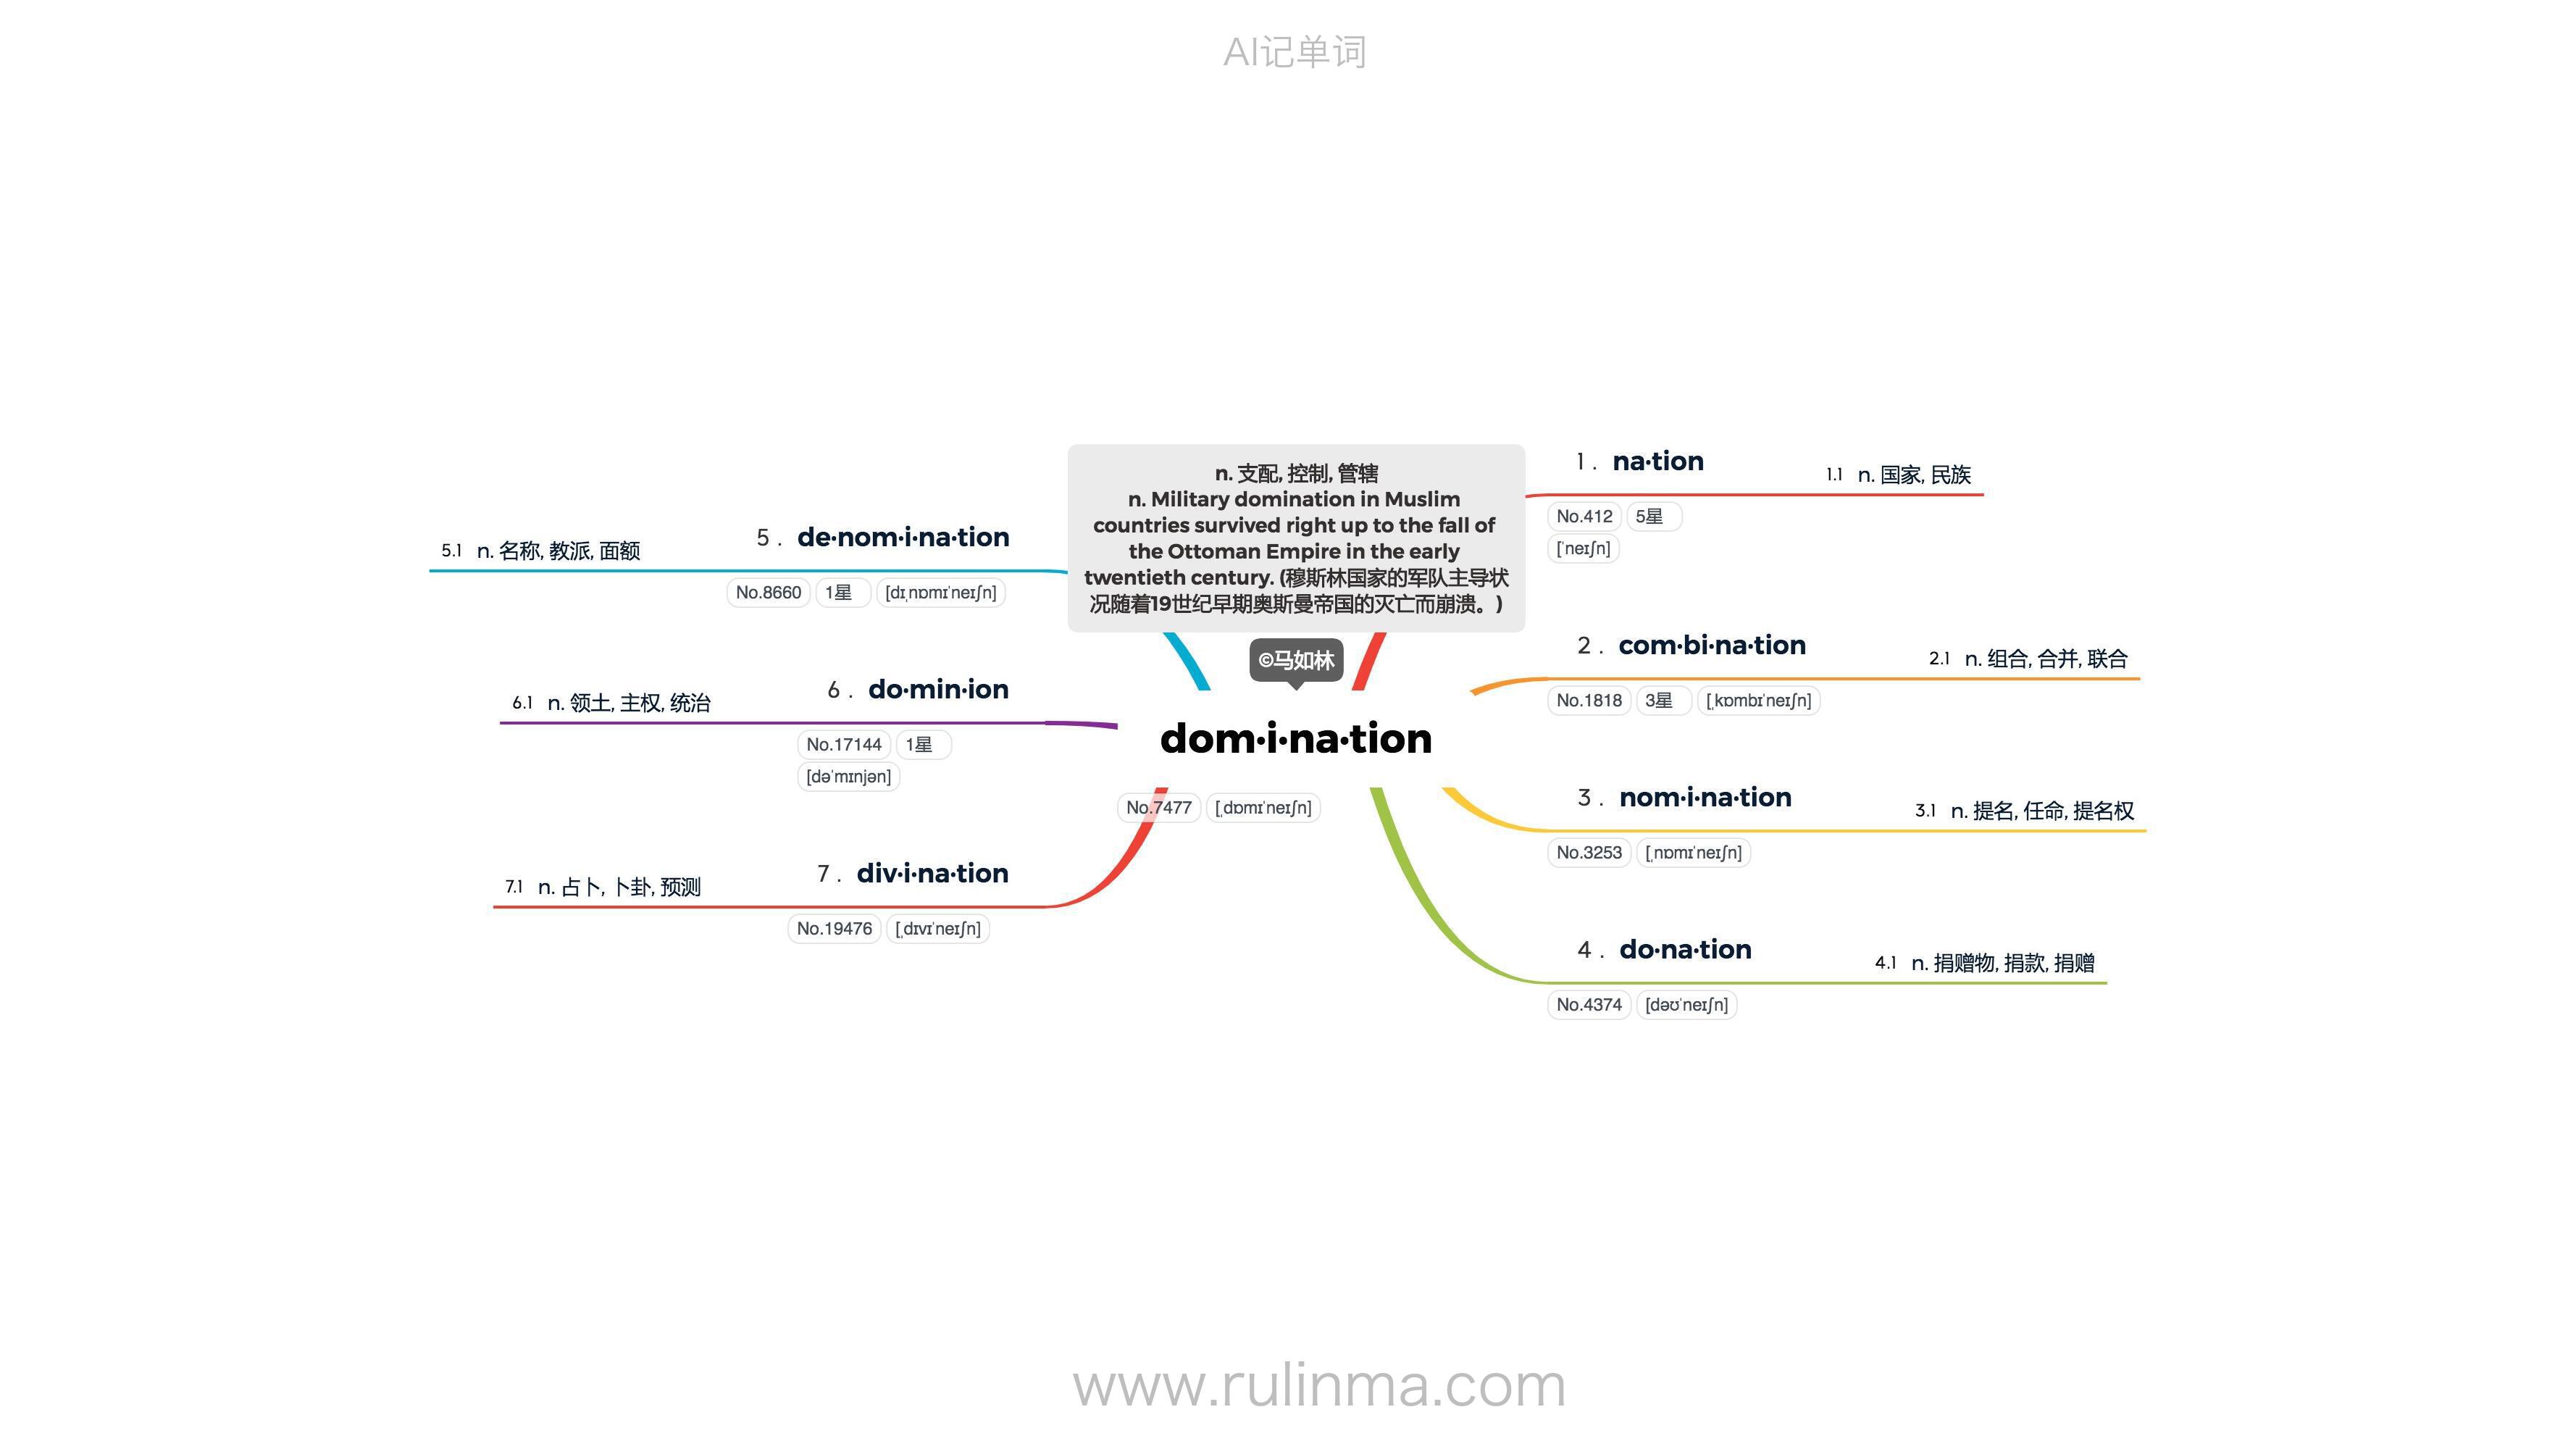 AI记单词
n. 支配, 控制, 管辖
n. Military domination in Muslim
countries survived right up to the fall of
the Ottoman Empire in the early
twentieth century. (穆斯林国家的军队主导状
况随着19世纪早期奥斯曼帝国的灭亡而崩溃。)
©马如林
dom·i·na·tion
No.7477 [ˌdɒmɪˈneɪʃn]
1 . na·tion 1.1 n. 国家, 民族
No.412 5星
[ˈneɪʃn]
2 . com·bi·na·tion 2.1 n. 组合, 合并, 联合
No.1818 3星 [ˌkɒmbɪˈneɪʃn]
3 . nom·i·na·tion 3.1 n. 提名, 任命, 提名权
No.3253 [ˌnɒmɪˈneɪʃn]
4 . do·na·tion 4.1 n. 捐赠物, 捐款, 捐赠
No.4374 [dəʊˈneɪʃn]
5.1 n. 名称, 教派, 面额 5 . de·nom·i·na·tion
No.8660 1星 [dɪˌnɒmɪˈneɪʃn]
6.1 n. 领土, 主权, 统治 6 . do·min·ion
No.17144 1星
[dəˈmɪnjən]
7.1 n. 占卜, 卜卦, 预测 7 . div·i·na·tion
No.19476 [ˌdɪvɪˈneɪʃn]
www.rulinma.com